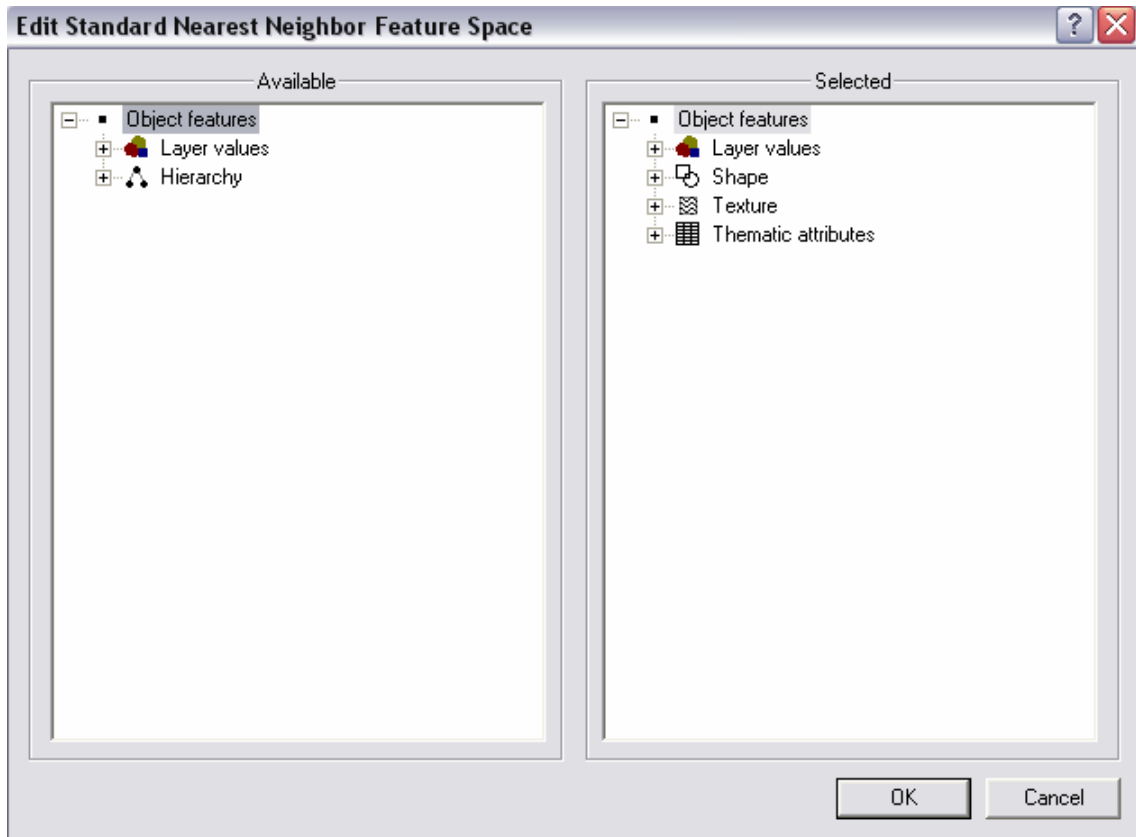 Edit Standard Nearest Neighbor Feature Space
Available
Object features
Layer values
Hierarchy
Selected
Object features
Layer values
Shape
Texture
Thematic attributes
OK
Cancel